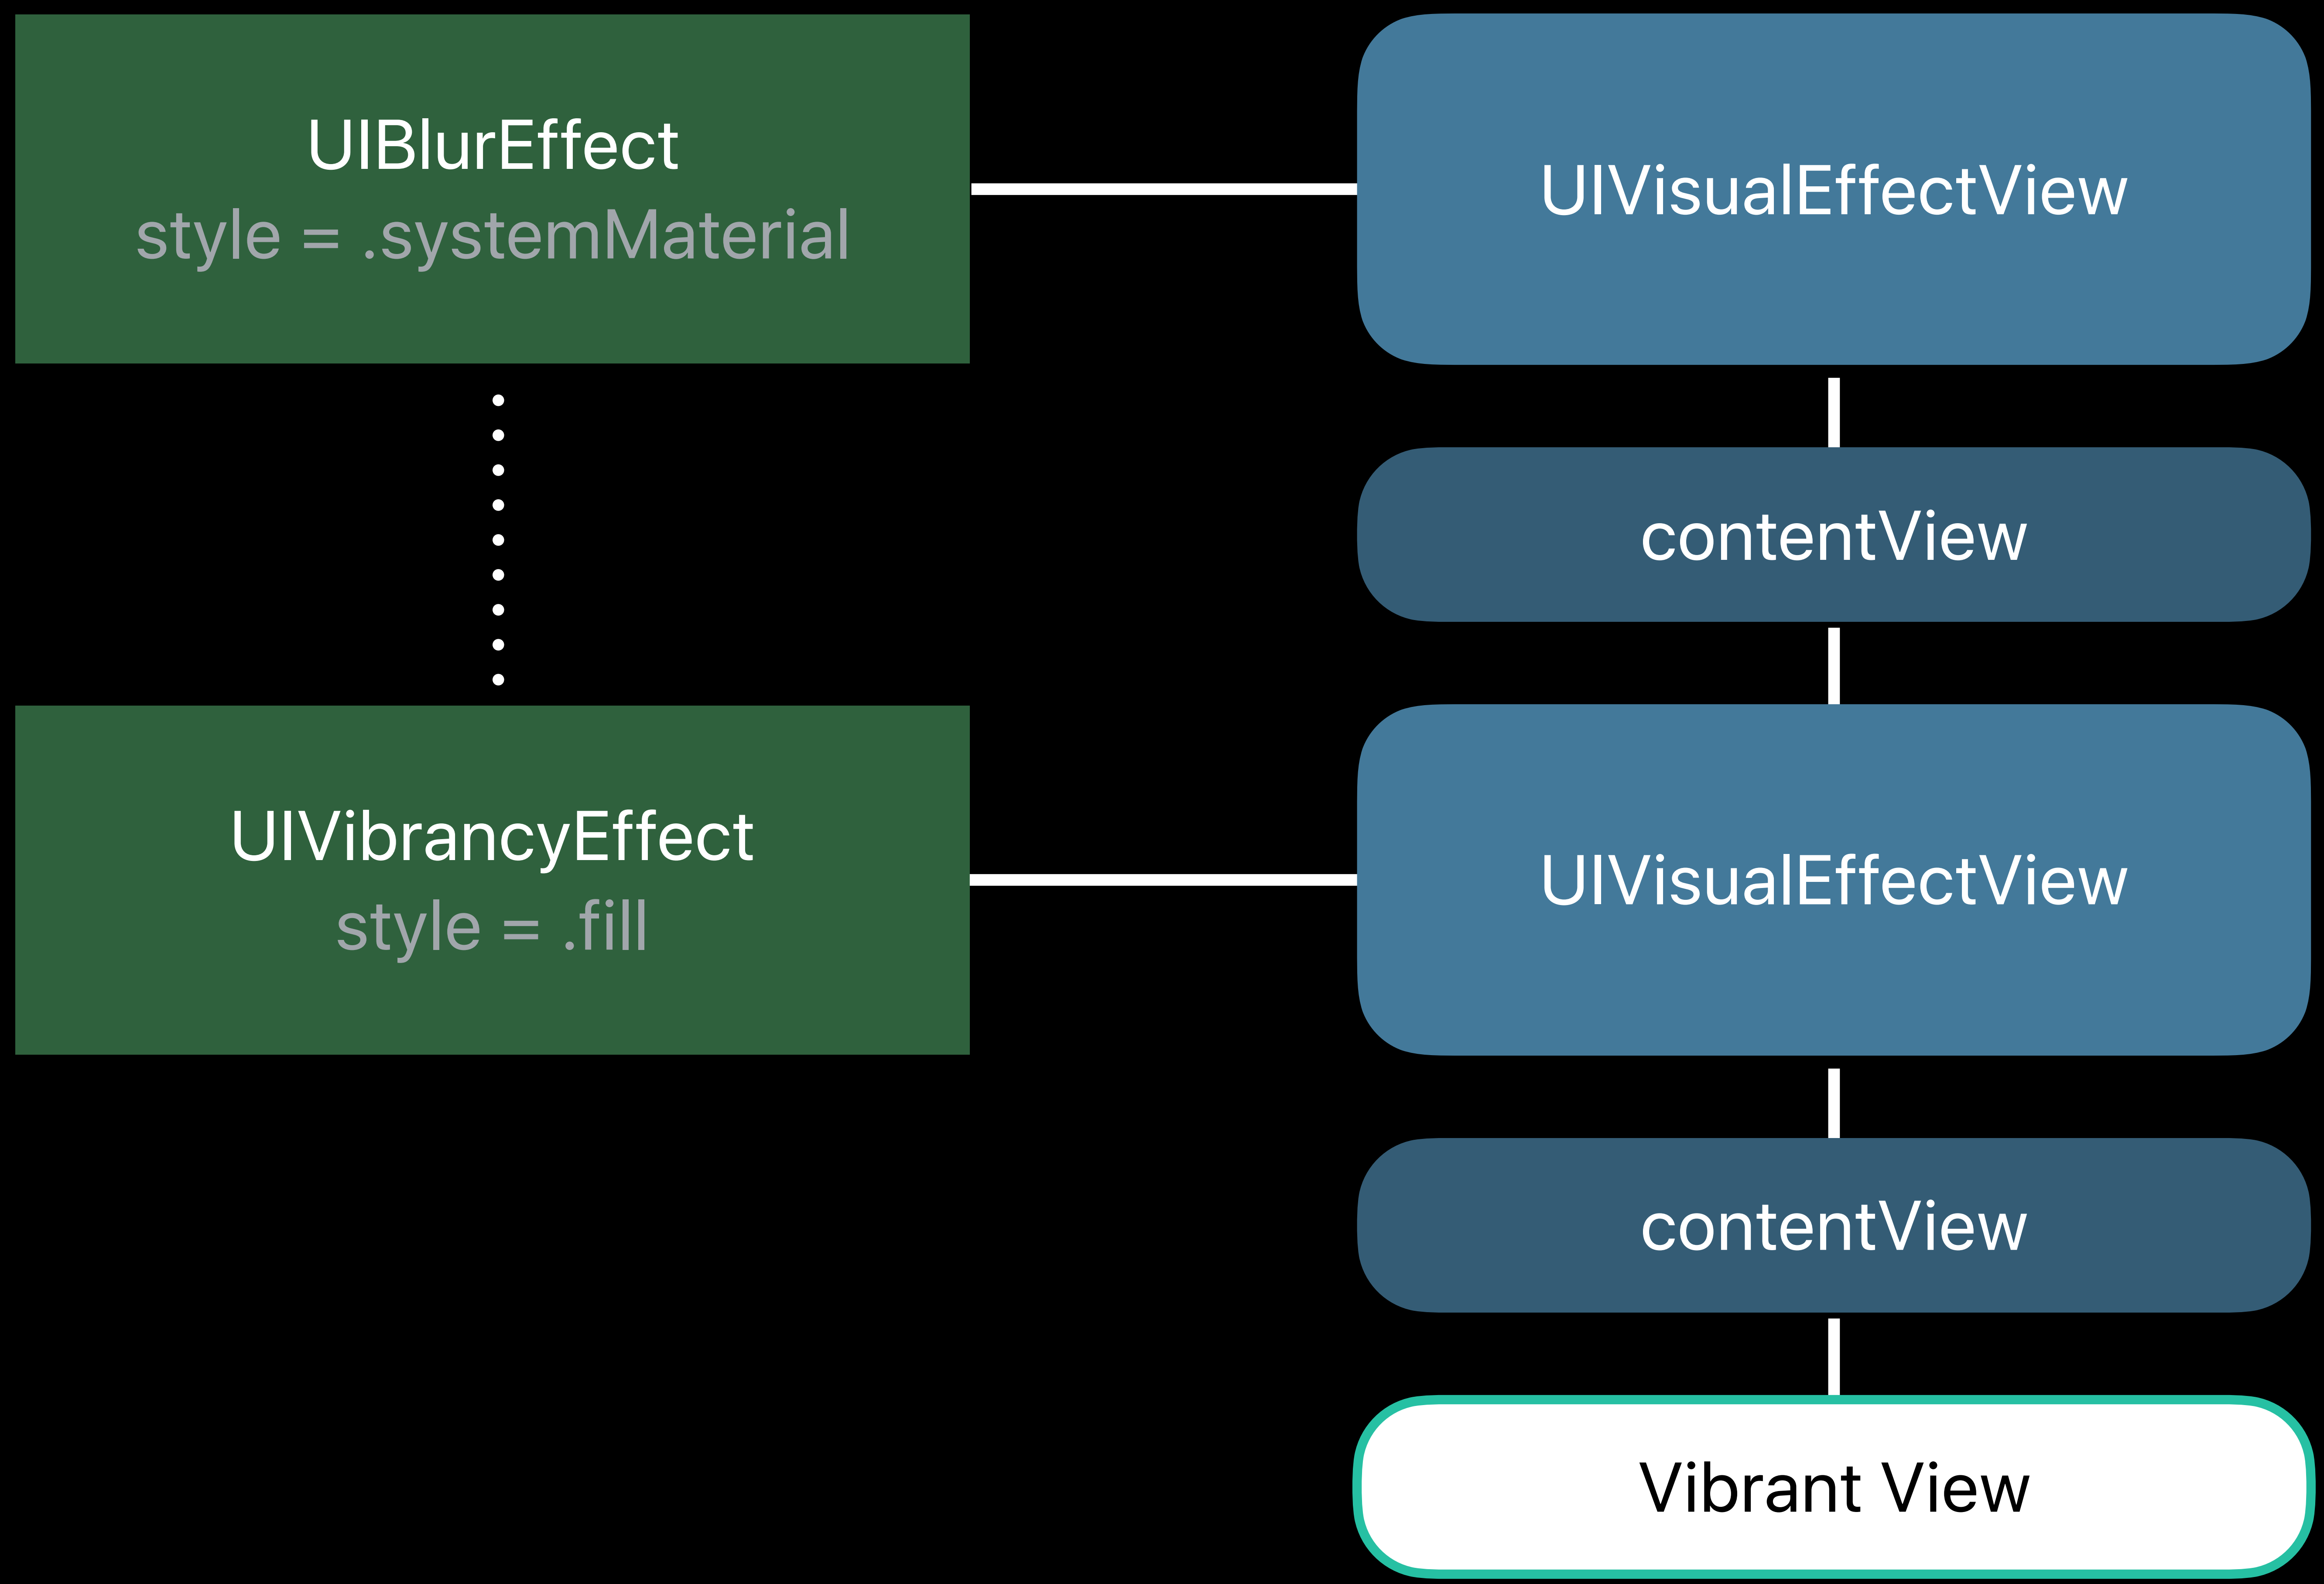 UIBlurEffect
style = .systemMaterial
UIVisualEffectView
contentView
UIVibrancyEffect
style = .fill
UIVisualEffectView
contentView
Vibrant View